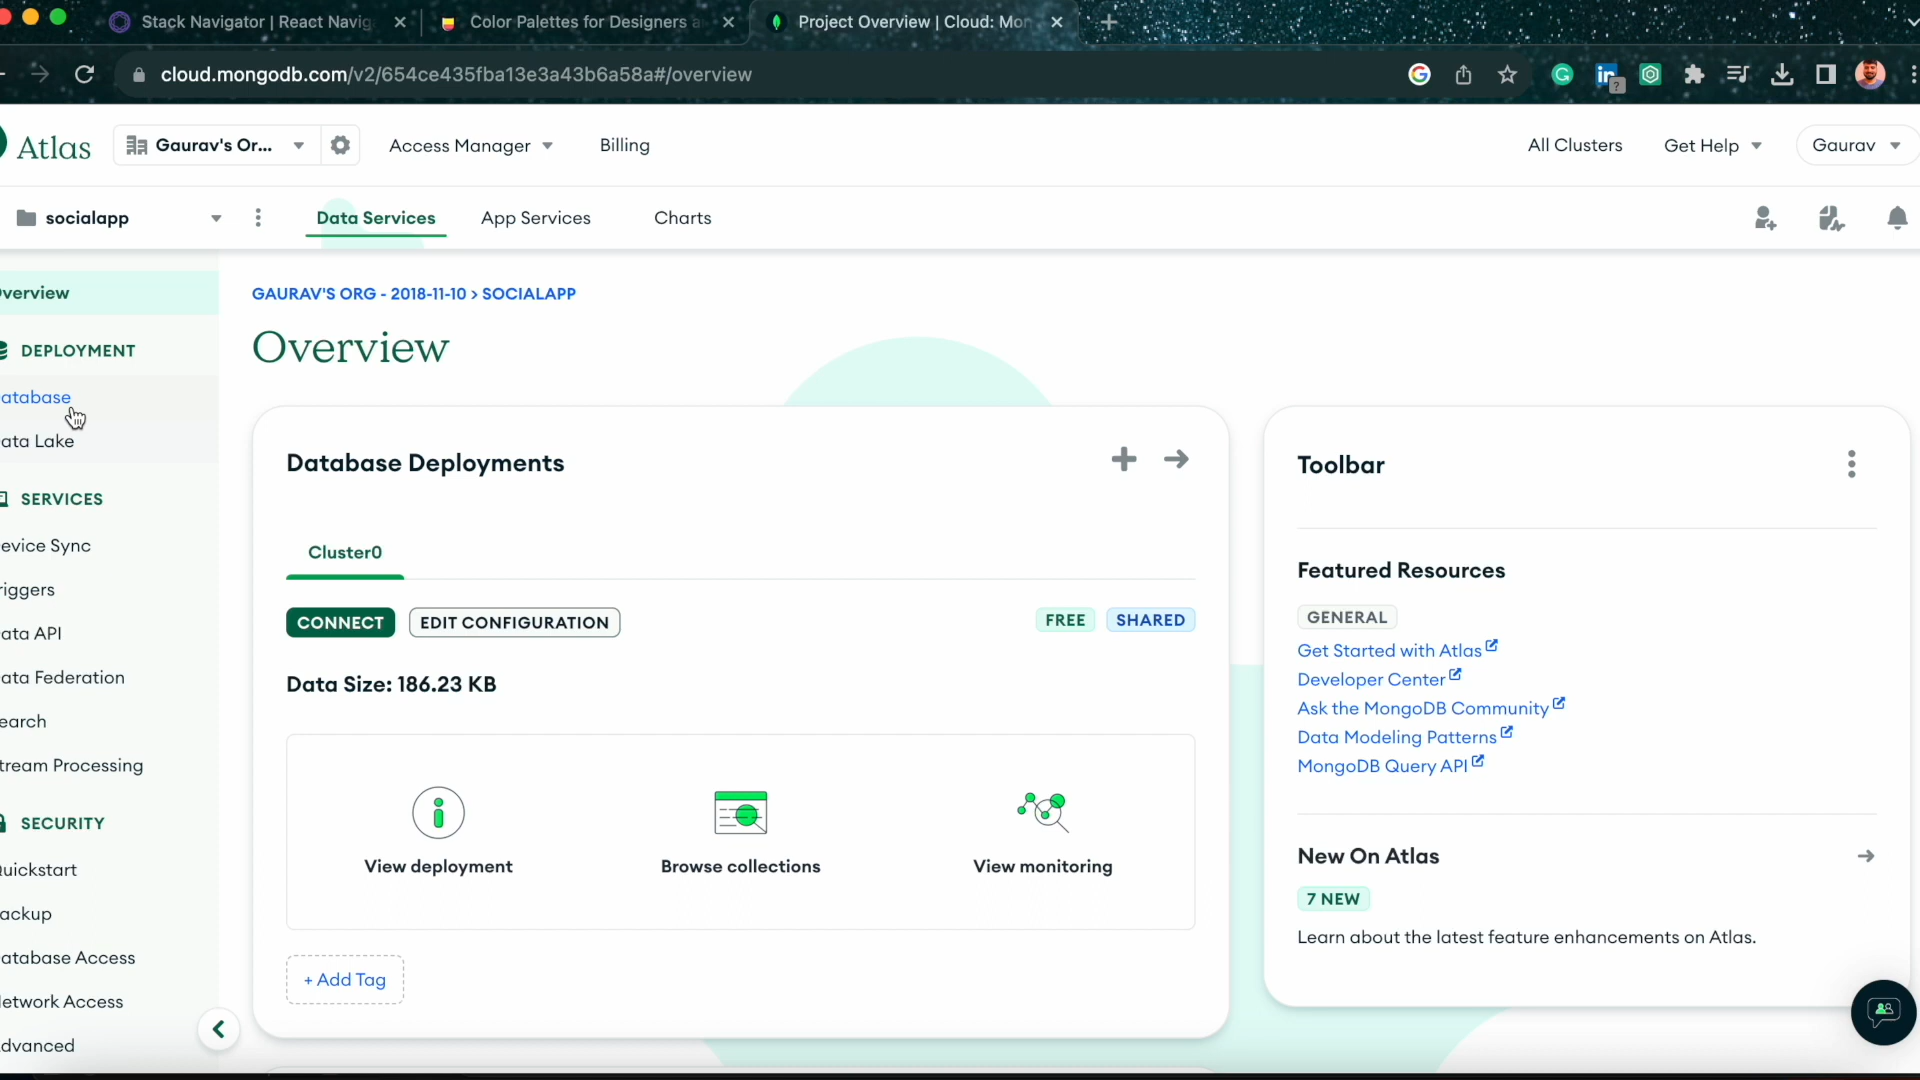 Stack Navigator | React Navig
Color Palettes for Designers a
Project Overview | Cloud: Mon
cloud.mongodb.com/v2/654ce435fba13e3a43b6a58a#/overview
Atlas
Gaurav's Or...
Access Manager
Billing
All Clusters
Get Help
Gaurav
socialapp
Data Services
App Services
Charts
verview
DEPLOYMENT
atabase
ata Lake
SERVICES
evice Sync
riggers
ata API
ata Federation
earch
tream Processing
SECURITY
uickstart
ackup
atabase Access
etwork Access
dvanced
GAURAV'S ORG - 2018-11-10 > SOCIALAPP
Overview
Database Deployments
Cluster0
CONNECT
EDIT CONFIGURATION
FREE
SHARED
Data Size: 186.23 KB
View deployment
Browse collections
View monitoring
+ Add Tag
Toolbar
Featured Resources
GENERAL
Get Started with Atlas
Developer Center
Ask the MongoDB Community
Data Modeling Patterns
MongoDB Query API
New On Atlas
7 NEW
Learn about the latest feature enhancements on Atlas.